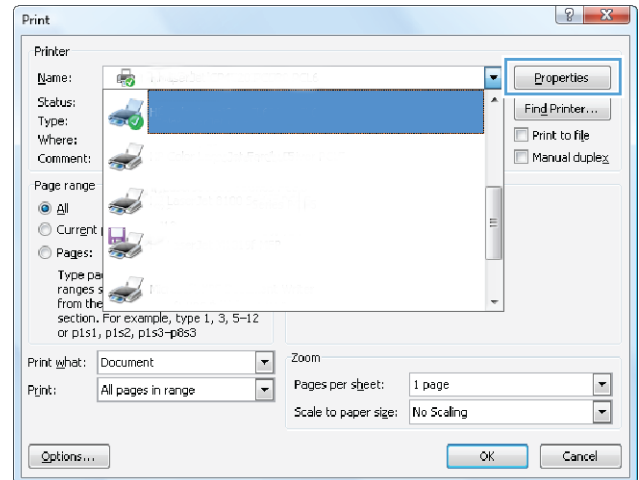 Print
Printer
Name:
Properties
Status:
Find Printer...
Type:
Where:
Print to file
Comment:
Manual duplex
Page range
All
Current
Pages:
Type pa
ranges s
from the
section. For example, type 1, 3, 5–12
or p1s1, p1s2, p1s3–p8s3
Print what: Document
Print: All pages in range
Zoom
Pages per sheet: 1 page
Scale to paper size: No Scaling
Options...
OK
Cancel